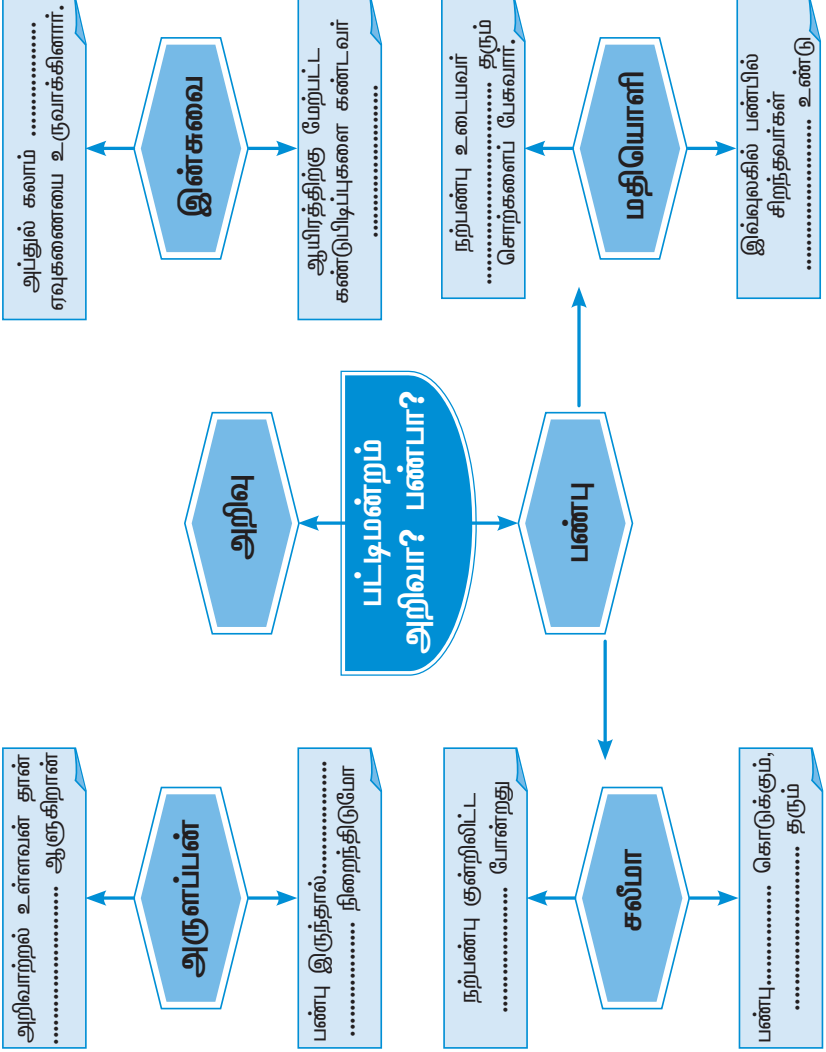 பட்டிமன்றம்
அறிவா? பண்பா?
அறிவு
அருளப்பன்
அறிவாற்றல் உள்ளவன் தான்
................................ ஆளுகிறான்
பண்பு இருந்தால்........................
.................... நிறைந்திடுமோ
இன்சுவை
அப்துல் கலாம் ..................
ஏவுகணையை உருவாக்கினார்.
ஆயிரத்திற்கு மேற்பட்ட
கண்டுபிடிப்புகளை கண்டவர்
............................
பண்பு
சலீமா
நற்பண்பு குன்றிலிட்ட
.................... போன்றது
பண்பு.................. கொடுக்கும்,
................................ தரும்
மதியொளி
நற்பண்பு உடையவர்
................................ தரும்
சொற்களைப் பேசுவார்.
இவ்வுலகில் பண்பில்
சிறந்தவர்கள்
............................ உண்டு